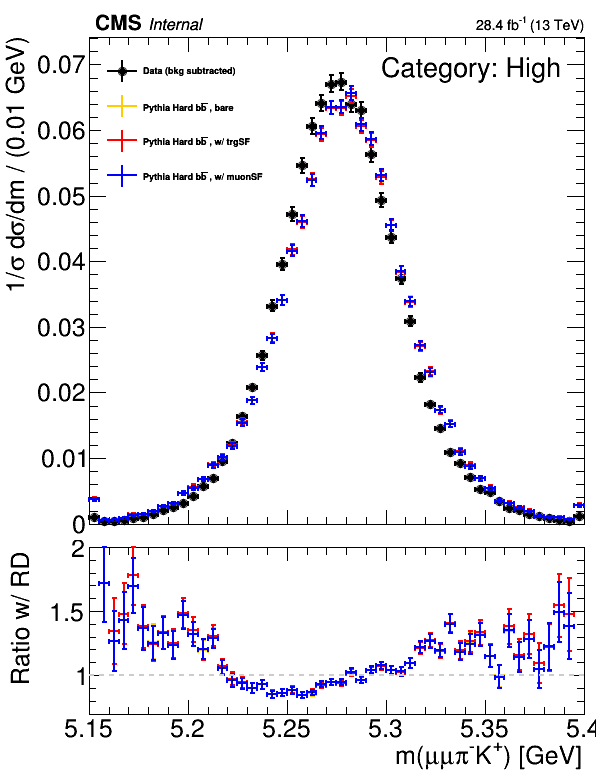 CMS Internal 28.4 fb⁻¹ (13 TeV)
Category: High
Data (bkg subtracted)
Pythia Hard bb̅, bare
Pythia Hard bb̅, w/ trgSF
Pythia Hard bb̅, w/ muonSF
1/σ dσ/dm / (0.01 GeV)
0.07
0.06
0.05
0.04
0.03
0.02
0.01
0
Ratio w/ RD
2
1.5
1
5.15 5.2 5.25 5.3 5.35 5.4
m(μμπ⁻K⁺) [GeV]